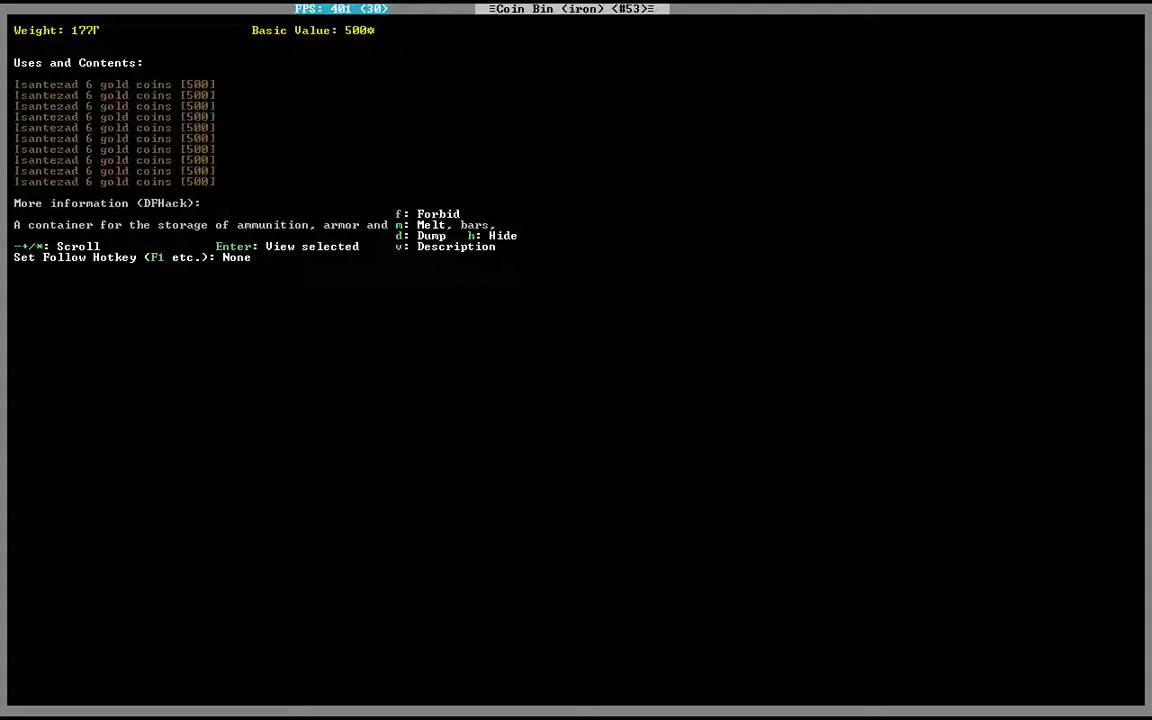 FPS: 401 (30) ≡Coin Bin (iron) (#53)≡
Weight: 177Γ Basic Value: 500☼
Uses and Contents:
Isantezad 6 gold coins [500]
Isantezad 6 gold coins [500]
Isantezad 6 gold coins [500]
Isantezad 6 gold coins [500]
Isantezad 6 gold coins [500]
Isantezad 6 gold coins [500]
Isantezad 6 gold coins [500]
Isantezad 6 gold coins [500]
Isantezad 6 gold coins [500]
Isantezad 6 gold coins [500]
More information (DFHack):
f: Forbid
A container for the storage of ammunition, armor and m: Melt, bars,
d: Dump h: Hide
-+/*: Scroll Enter: View selected v: Description
Set Follow Hotkey (F1 etc.): None